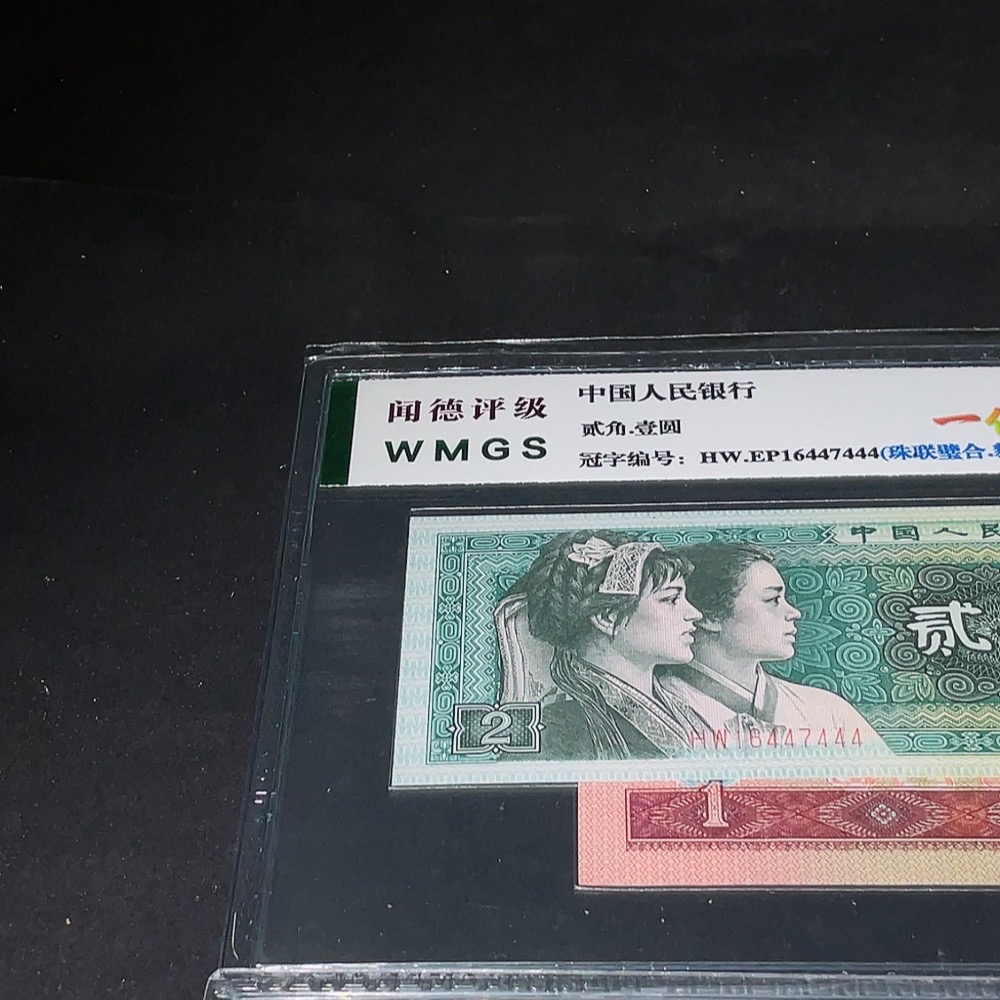 闻德评级
WMGS
中国人民银行
贰角.壹圆
冠字编号：HW.EP16447444(珠联璧合.
一
中国人民
贰
2
HW16447444
1